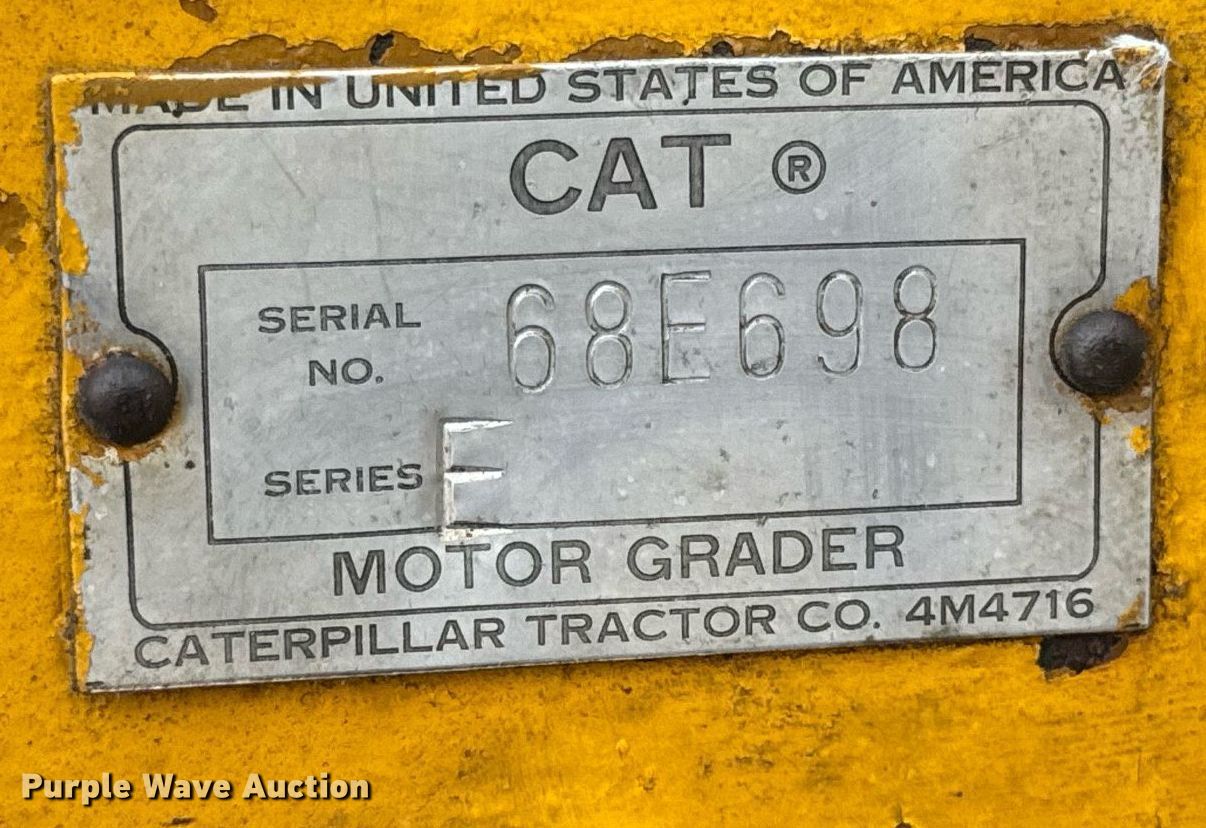 MADE IN UNITED STATES OF AMERICA
CAT ®
SERIAL NO. 68E698
SERIES E
MOTOR GRADER
CATERPILLAR TRACTOR CO. 4M4716
Purple Wave Auction